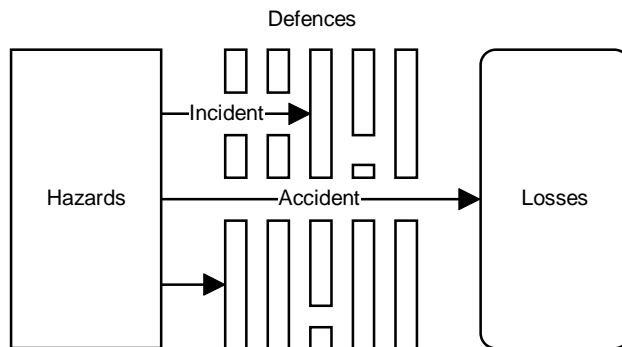 Defences
Incident
Hazards
Accident
Losses